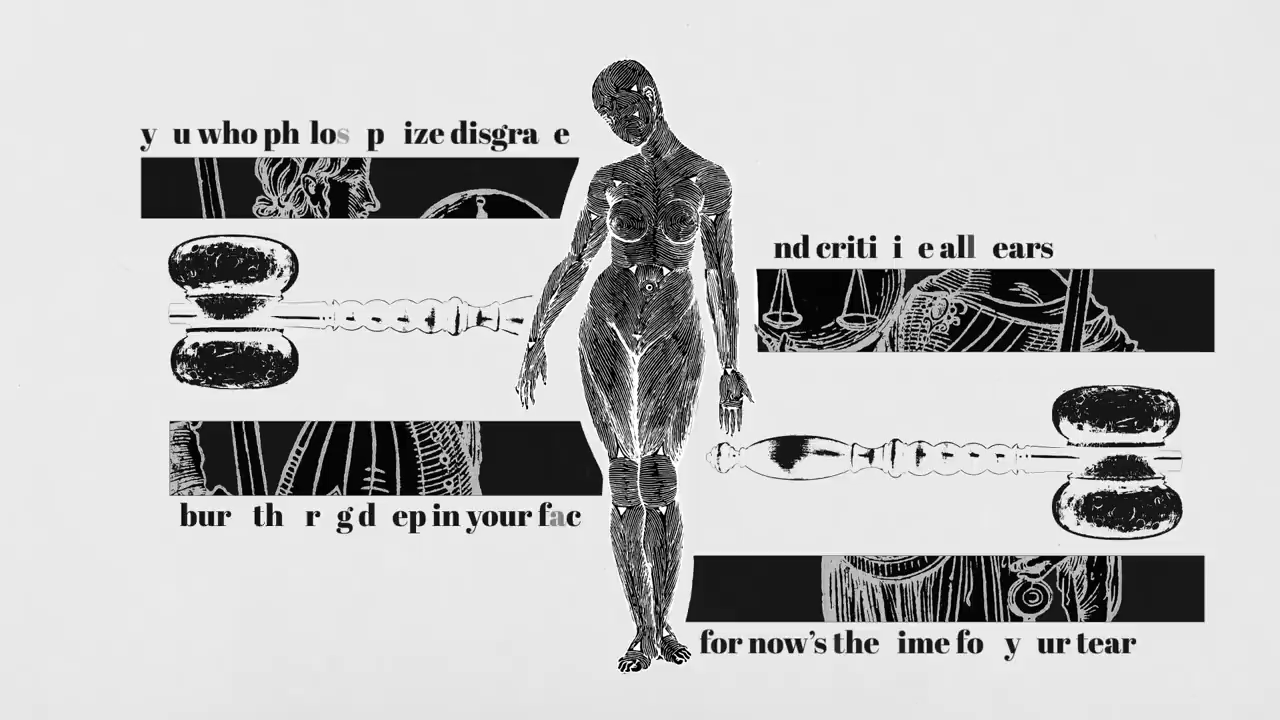 y u who ph los p ize disgra e
nd criti i e all ears
bur th r g d ep in your fac
for now's the ime fo y ur tear